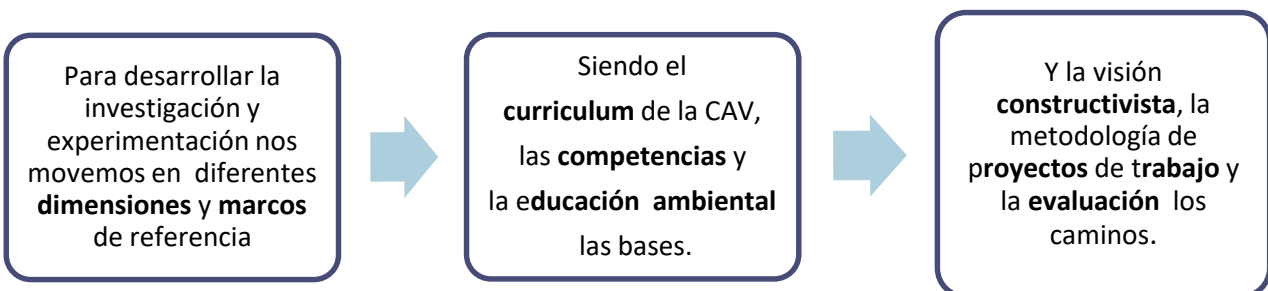 Para desarrollar la
investigación y
experimentación nos
movemos en diferentes
dimensiones y marcos
de referencia
Siendo el
curriculum de la CAV,
las competencias y
la educación ambiental
las bases.
Y la visión
constructivista, la
metodología de
proyectos de trabajo y
la evaluación los
caminos.